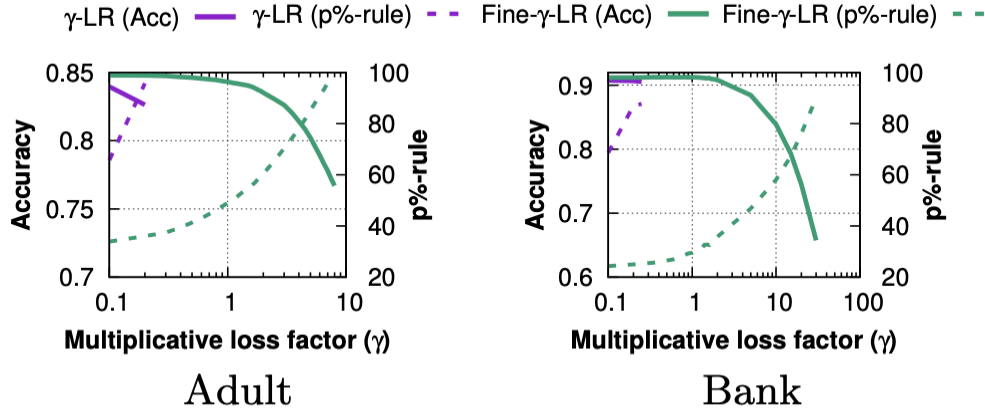 γ-LR (Acc) γ-LR (p%-rule) Fine-γ-LR (Acc) Fine-γ-LR (p%-rule)
0.85 100 0.9 100
0.8 80 0.8 80
Accuracy p%-rule Accuracy p%-rule
60 60
0.75 40 0.7 40
0.7 20 0.6 20
0.1 1 10 0.1 1 10 100
Multiplicative loss factor (γ) Multiplicative loss factor (γ)
Adult Bank